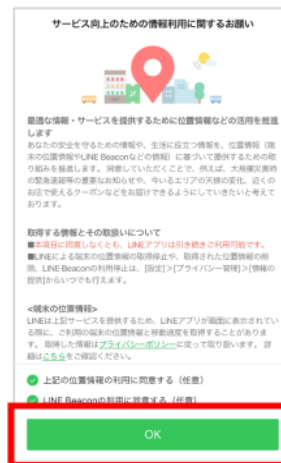 サービス向上のための情報利用に関するお願い
最適な情報・サービスを提供するために位置情報などの活用を推進
します
あなたの安全を守るための情報や、生活に役立つ情報を、位置情報（端
末の位置情報やLINE Beaconなどの情報）に基づいて提供するための取
り組みを推進します。 同意していただくことで、例えば、大規模災害時
の緊急速報等の重要なお知らせや、今いるエリアの天候の変化、近くの
お店で使えるクーポンなどをお届けできるようにしていきたいと考えて
おります。
取得する情報とその取扱いについて
■本項目に同意しなくとも、LINEアプリは引き続きご利用可能です。
■LINEによる端末の位置情報の取得停止や、取得された位置情報の削
除、LINE Beaconの利用停止は、[設定]＞[プライバシー管理]＞[情報の
提供]からいつでも行えます。
<端末の位置情報>
LINEは上記サービスを提供するため、LINEアプリが画面に表示されてい
る際に、ご利用の端末の位置情報と移動速度を取得することがありま
す。 取得した情報はプライバシーポリシーに従って取り扱います。 詳
細はこちらをご確認ください。
上記の位置情報の利用に同意する（任意）
LINE Beaconの利用に同意する（任意）
OK